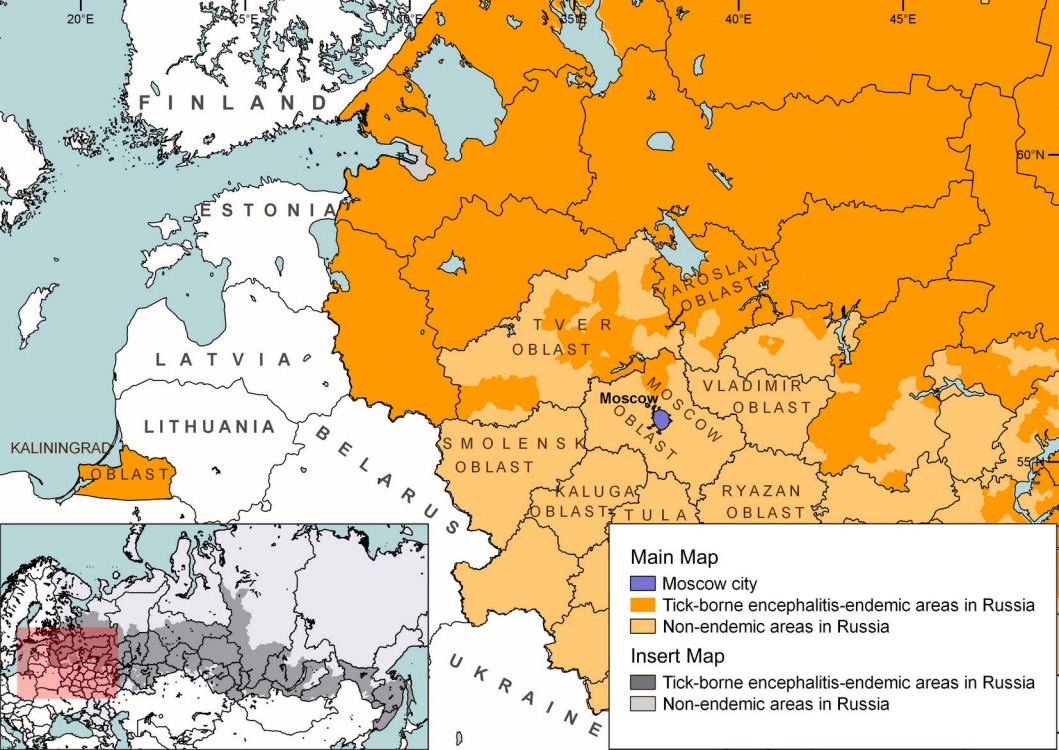 20°E 25°E 30°E 35°E 40°E 45°E
FINLAND
60°N
ESTONIA
YAROSLAVL
OBLAST
TVER
OBLAST
LATVIA
VLADIMIR
OBLAST
Moscow
MOSCOW
OBLAST
LITHUANIA
BELARUS
KALININGRAD
OBLAST
SMOLENSK
OBLAST
55°N
KALUGA
OBLAST
TULA
RYAZAN
OBLAST
UKRAINE
Main Map
Moscow city
Tick-borne encephalitis-endemic areas in Russia
Non-endemic areas in Russia
Insert Map
Tick-borne encephalitis-endemic areas in Russia
Non-endemic areas in Russia